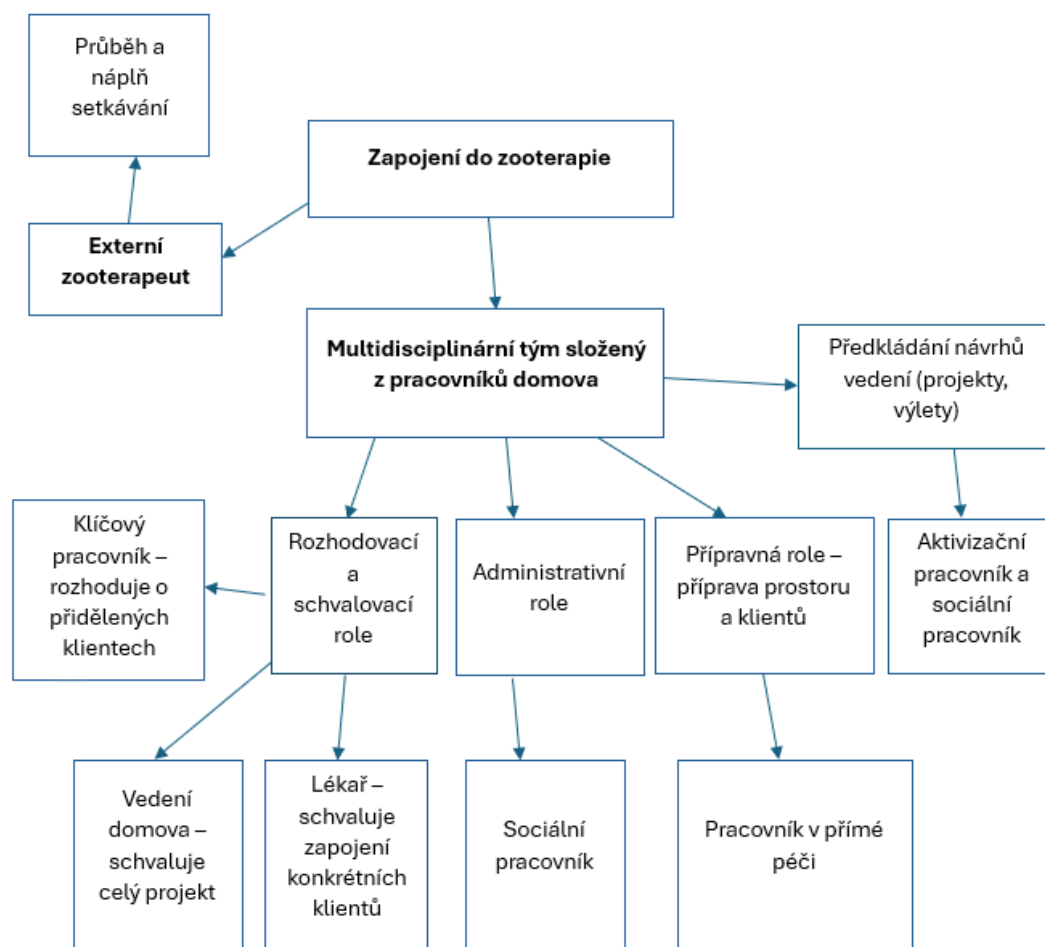 Průběh a
náplň
setkávání
Zapojení do zooterapie
Externí
zooterapeut
Multidisciplinární tým složený
z pracovníků domova
Předkládání návrhů
vedení (projekty,
výlety)
Klíčový
pracovník –
rozhoduje o
přidělených
klientech
Rozhodovací
a
schvalovací
role
Administrativní
role
Přípravná role –
příprava prostoru
a klientů
Aktivizační
pracovník a
sociální
pracovník
Vedení
domova –
schvaluje
celý projekt
Lékař –
schvaluje
zapojení
konkrétních
klientů
Sociální
pracovník
Pracovník v přímé
péči